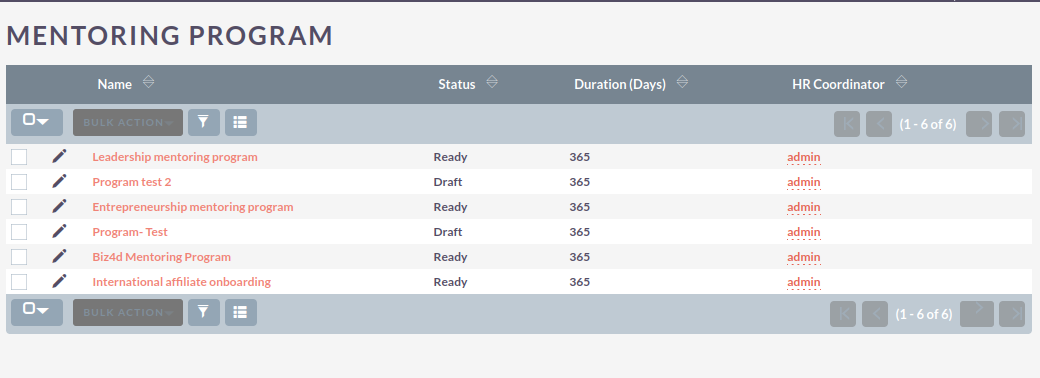 MENTORING PROGRAM
Name Status Duration (Days) HR Coordinator
BULK ACTION (1 - 6 of 6)
Leadership mentoring program Ready 365 admin
Program test 2 Draft 365 admin
Entrepreneurship mentoring program Ready 365 admin
Program- Test Draft 365 admin
Biz4d Mentoring Program Ready 365 admin
International affiliate onboarding Ready 365 admin
BULK ACTION (1 - 6 of 6)